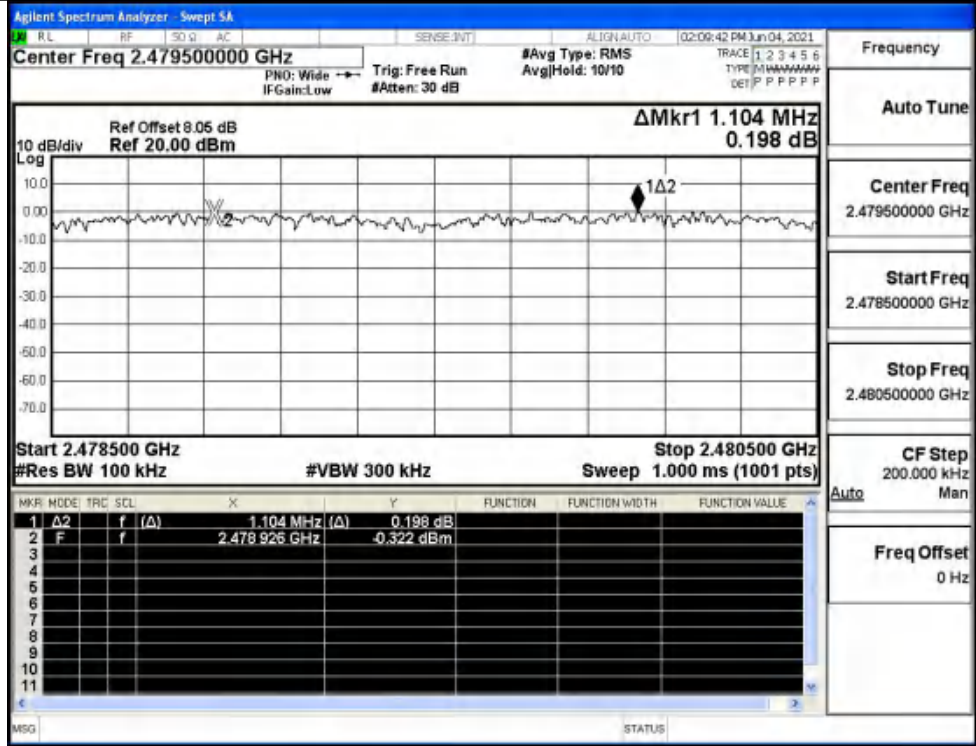 Agilent Spectrum Analyzer - Swept SA
LXI RL RF 50 Ω AC SENSE:INT ALIGNAUTO 02:09:42 PM Jun 04, 2021
Center Freq 2.479500000 GHz
PNO: Wide Trig: Free Run #Avg Type: RMS TRACE 1 2 3 4 5 6
IFGain:Low #Atten: 30 dB Avg|Hold: 10/10 TYPE M WWWWW
DET P P P P P P
Frequency
Auto Tune
ΔMkr1 1.104 MHz
0.198 dB
Ref Offset 8.05 dB
10 dB/div Ref 20.00 dBm
Log
10.0
0.00
-10.0
-20.0
-30.0
-40.0
-50.0
-60.0
-70.0
1Δ2
2
Start 2.478500 GHz Stop 2.480500 GHz
#Res BW 100 kHz #VBW 300 kHz Sweep 1.000 ms (1001 pts)
MKR MODE TRC SCL X Y FUNCTION FUNCTION WIDTH FUNCTION VALUE
1 Δ2 f (Δ) 1.104 MHz (Δ) 0.198 dB
2 F f 2.478 926 GHz -0.322 dBm
3
4
5
6
7
8
9
10
11
MSG STATUS
Center Freq
2.479500000 GHz
Start Freq
2.478500000 GHz
Stop Freq
2.480500000 GHz
CF Step
200.000 kHz
Auto Man
Freq Offset
0 Hz